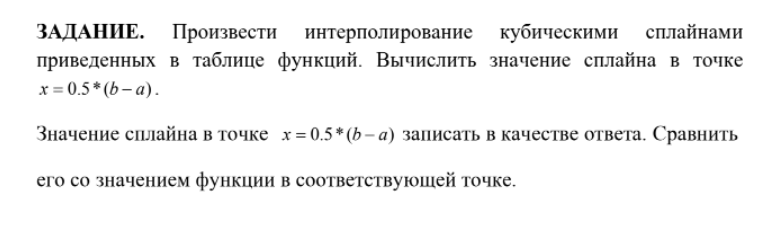 ЗАДАНИЕ. Произвести интерполирование кубическими сплайнами
приведенных в таблице функций. Вычислить значение сплайна в точке
x = 0.5*(b − a).
Значение сплайна в точке x = 0.5*(b − a) записать в качестве ответа. Сравнить
его со значением функции в соответствующей точке.